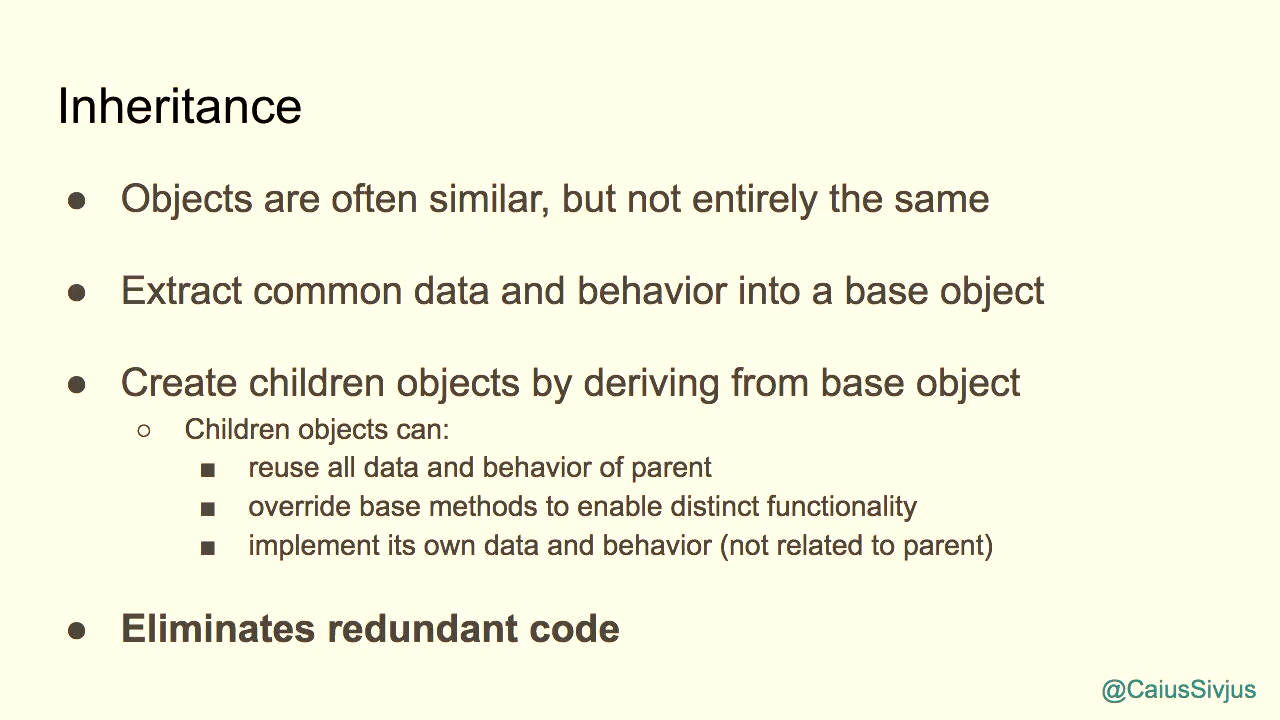 Inheritance
● Objects are often similar, but not entirely the same
● Extract common data and behavior into a base object
● Create children objects by deriving from base object
○ Children objects can:
■ reuse all data and behavior of parent
■ override base methods to enable distinct functionality
■ implement its own data and behavior (not related to parent)
● Eliminates redundant code
@CaiusSivjus